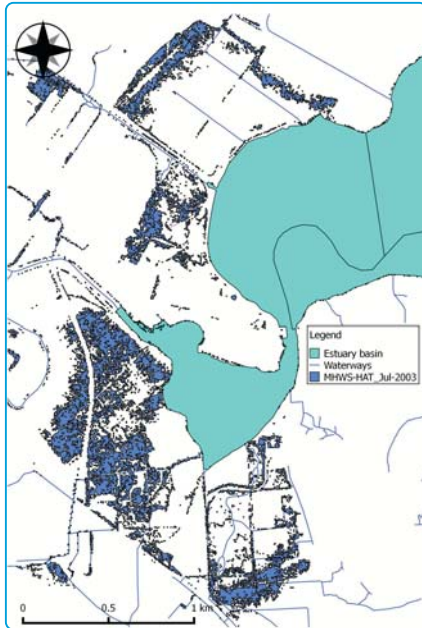 Legend
Estuary basin
Waterways
MHWS-HAT_Jul-2003
0 0.5 1 km